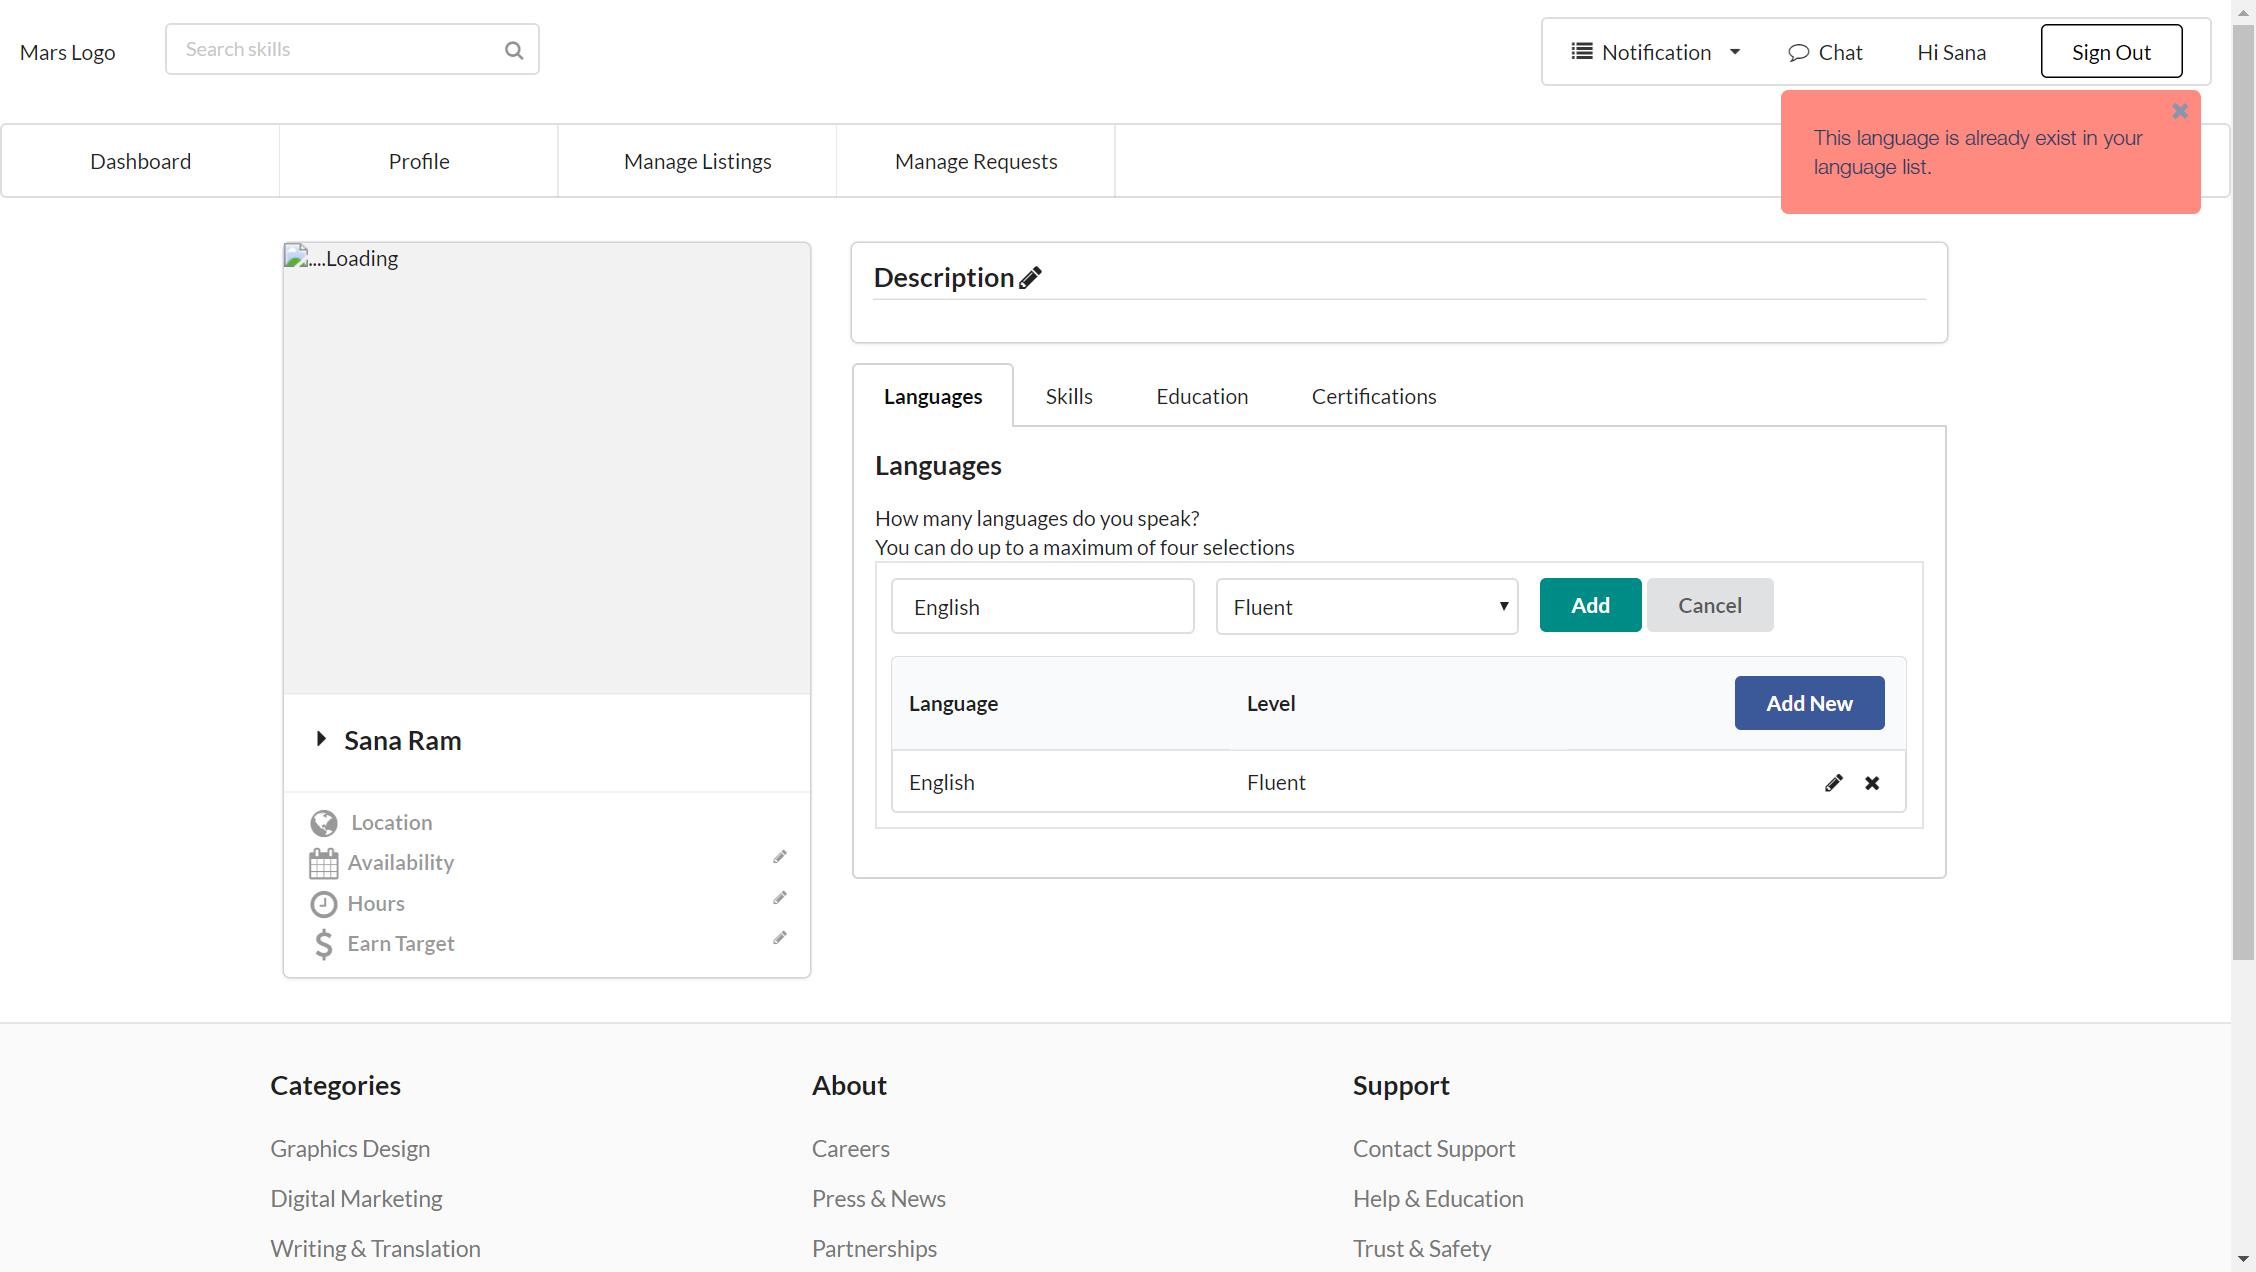 Mars Logo
Search skills
Notification
Chat
Hi Sana
Sign Out
This language is already exist in your
language list.
Dashboard
Profile
Manage Listings
Manage Requests
....Loading
Sana Ram
Location
Availability
Hours
Earn Target
Description
Languages
Skills
Education
Certifications
Languages
How many languages do you speak?
You can do up to a maximum of four selections
English
Fluent
Add
Cancel
Language
Level
Add New
English
Fluent
Categories
Graphics Design
Digital Marketing
Writing & Translation
About
Careers
Press & News
Partnerships
Support
Contact Support
Help & Education
Trust & Safety